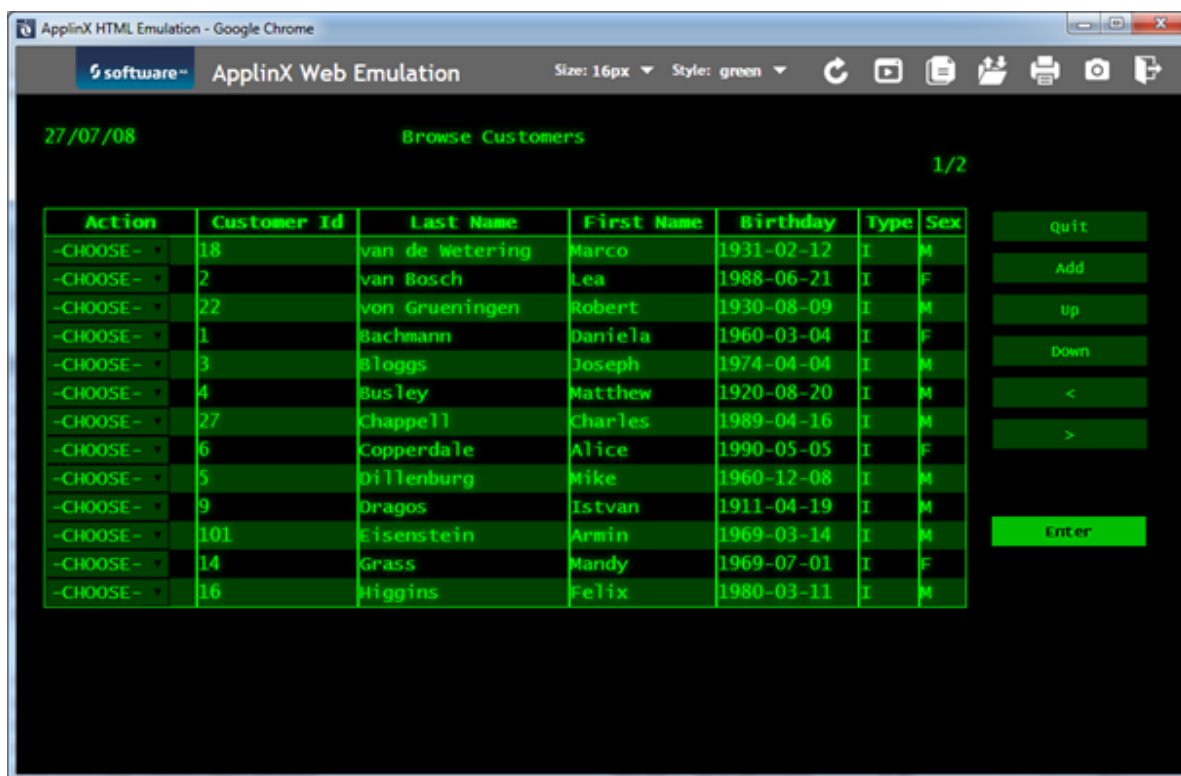 ApplinX HTML Emulation - Google Chrome
software AG ApplinX Web Emulation Size: 16px Style: green
27/07/08 Browse Customers
1/2
Action Customer Id Last Name First Name Birthday Type Sex
-CHOOSE- 18 van de Wetering Marco 1931-02-12 I M
-CHOOSE- 2 van Bosch Lea 1988-06-21 I F
-CHOOSE- 22 von Grueningen Robert 1930-08-09 I M
-CHOOSE- 1 Bachmann Daniela 1960-03-04 I F
-CHOOSE- 3 Bloggs Joseph 1974-04-04 I M
-CHOOSE- 4 Busley Matthew 1920-08-20 I M
-CHOOSE- 27 Chappell Charles 1989-04-16 I M
-CHOOSE- 6 Copperdale Alice 1990-05-05 I F
-CHOOSE- 5 Dillenburg Mike 1960-12-08 I M
-CHOOSE- 9 Dragos Istvan 1911-04-19 I M
-CHOOSE- 101 Eisenstein Armin 1969-03-14 I M
-CHOOSE- 14 Grass Mandy 1969-07-01 I F
-CHOOSE- 16 Higgins Felix 1980-03-11 I M
Quit
Add
Up
Down
<
>
Enter